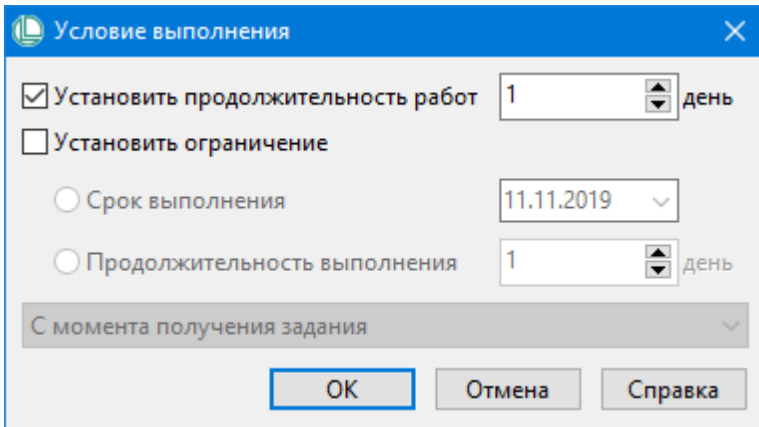 Условие выполнения
Установить продолжительность работ 1 день
Установить ограничение
Срок выполнения 11.11.2019
Продолжительность выполнения 1 день
С момента получения задания
ОК Отмена Справка